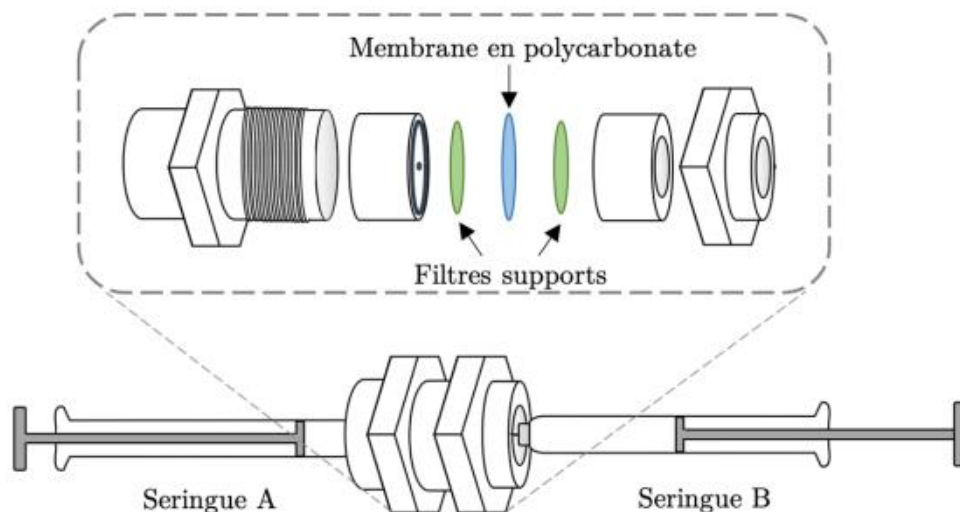 Membrane en polycarbonate
Filtres supports
Seringue A
Seringue B